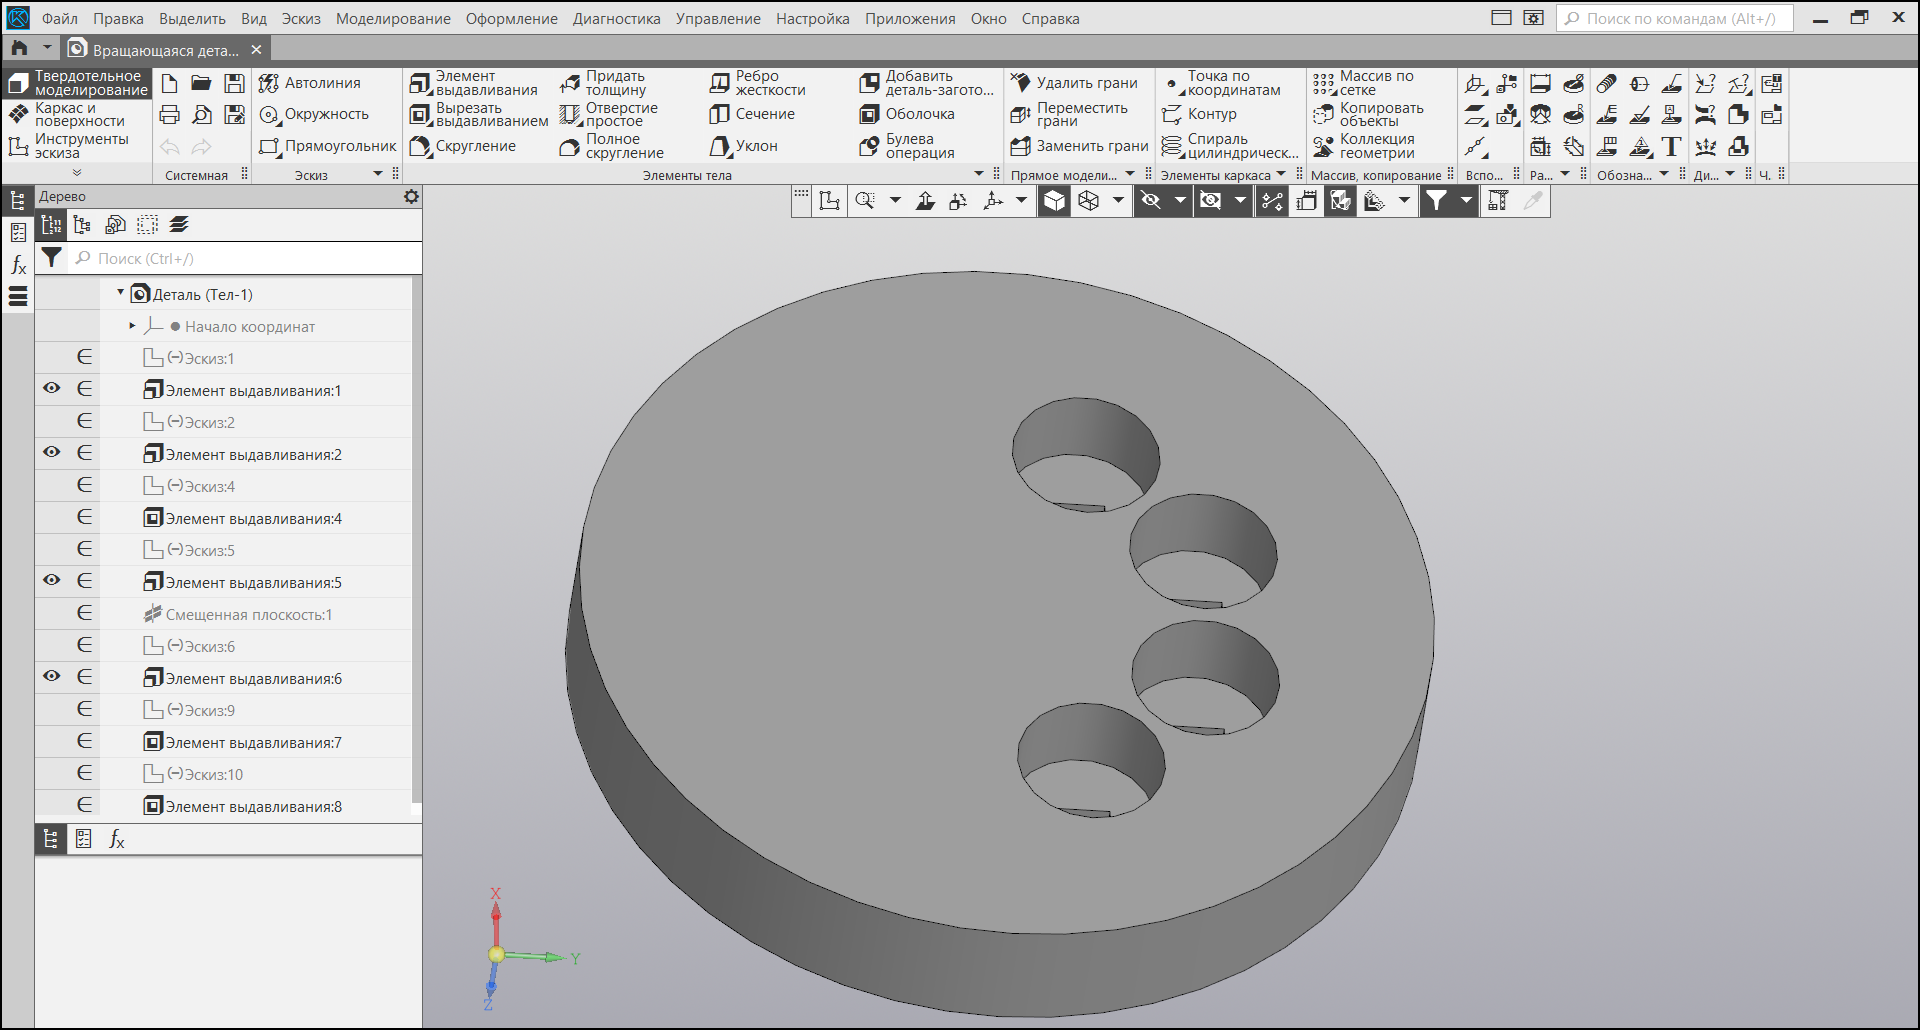 Файл Правка Выделить Вид Эскиз Моделирование Оформление Диагностика Управление Настройка Приложения Окно Справка
Поиск по командам (Alt+/)
Вращающаяся дета...
Твердотельное моделирование
Каркас и поверхности
Инструменты эскиза
Системная
Автолиния
Окружность
Прямоугольник
Эскиз
Элемент выдавливания
Вырезать выдавливанием
Скругление
Придать толщину
Отверстие простое
Полное скругление
Ребро жесткости
Сечение
Уклон
Добавить деталь-загото...
Оболочка
Булева операция
Элементы тела
Удалить грани
Переместить грани
Заменить грани
Прямое модели...
Точка по координатам
Контур
Спираль цилиндрическ...
Элементы каркаса
Массив по сетке
Копировать объекты
Коллекция геометрии
Массив, копирование
Вспо...
Ра...
Обозна...
Ди...
Ч.
Дерево
Поиск (Ctrl+/)
Деталь (Тел-1)
Начало координат
(−)Эскиз:1
Элемент выдавливания:1
(−)Эскиз:2
Элемент выдавливания:2
(−)Эскиз:4
Элемент выдавливания:4
(−)Эскиз:5
Элемент выдавливания:5
Смещенная плоскость:1
(−)Эскиз:6
Элемент выдавливания:6
(−)Эскиз:9
Элемент выдавливания:7
(−)Эскиз:10
Элемент выдавливания:8
X
Y
Z